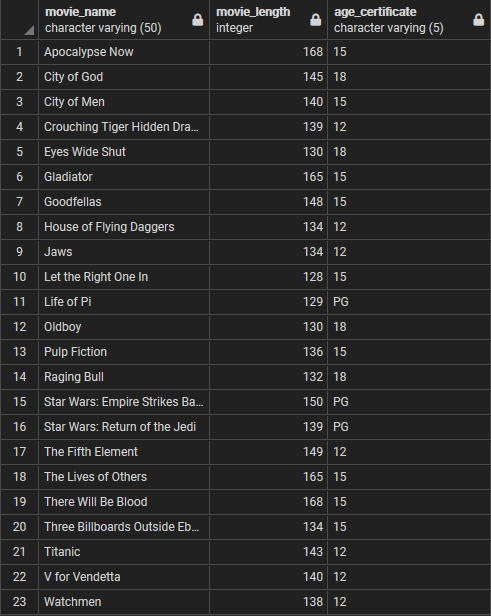 movie_name movie_length age_certificate
character varying (50) integer character varying (5)
1 Apocalypse Now 168 15
2 City of God 145 18
3 City of Men 140 15
4 Crouching Tiger Hidden Dra... 139 12
5 Eyes Wide Shut 130 18
6 Gladiator 165 15
7 Goodfellas 148 15
8 House of Flying Daggers 134 12
9 Jaws 134 12
10 Let the Right One In 128 15
11 Life of Pi 129 PG
12 Oldboy 130 18
13 Pulp Fiction 136 15
14 Raging Bull 132 18
15 Star Wars: Empire Strikes Ba... 150 PG
16 Star Wars: Return of the Jedi 139 PG
17 The Fifth Element 149 12
18 The Lives of Others 165 15
19 There Will Be Blood 168 15
20 Three Billboards Outside Eb... 134 15
21 Titanic 143 12
22 V for Vendetta 140 12
23 Watchmen 138 12